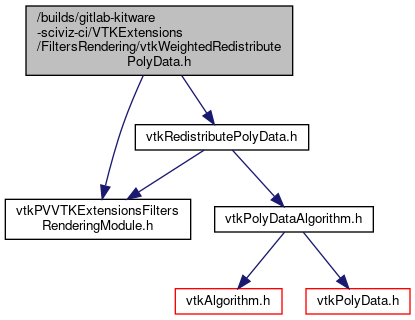 /builds/gitlab-kitware
-sciviz-ci/VTKExtensions
/FiltersRendering/vtkWeightedRedistribute
PolyData.h
vtkRedistributePolyData.h
vtkPVVTKExtensionsFilters
RenderingModule.h
vtkPolyDataAlgorithm.h
vtkAlgorithm.h
vtkPolyData.h